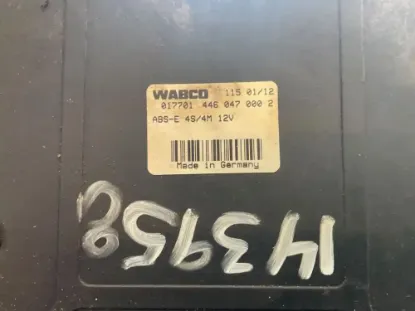 WABCO 115 01/12
017701 446 047 000 2
ABS-E 4S/4M 12V
Made in Germany
143958